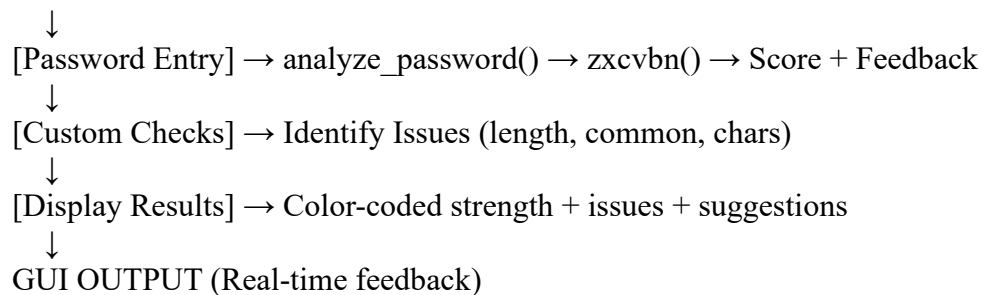 ↓
[Password Entry] → analyze_password() → zxcvbn() → Score + Feedback
↓
[Custom Checks] → Identify Issues (length, common, chars)
↓
[Display Results] → Color-coded strength + issues + suggestions
↓
GUI OUTPUT (Real-time feedback)